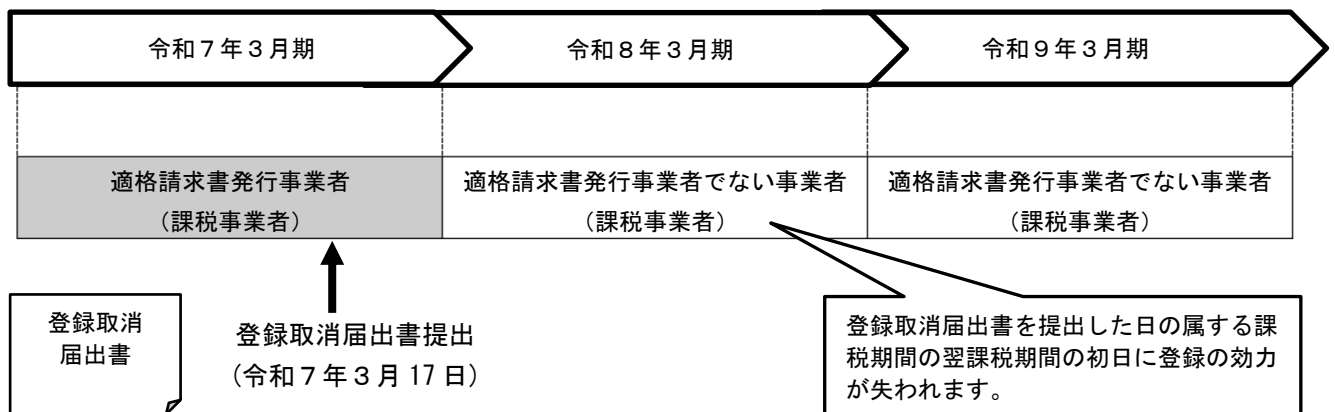 令和７年３月期
令和８年３月期
令和９年３月期
適格請求書発行事業者
（課税事業者）
適格請求書発行事業者でない事業者
（課税事業者）
適格請求書発行事業者でない事業者
（課税事業者）
登録取消
届出書
登録取消届出書提出
（令和７年３月 17 日）
登録取消届出書を提出した日の属する課
税期間の翌課税期間の初日に登録の効力
が失われます。